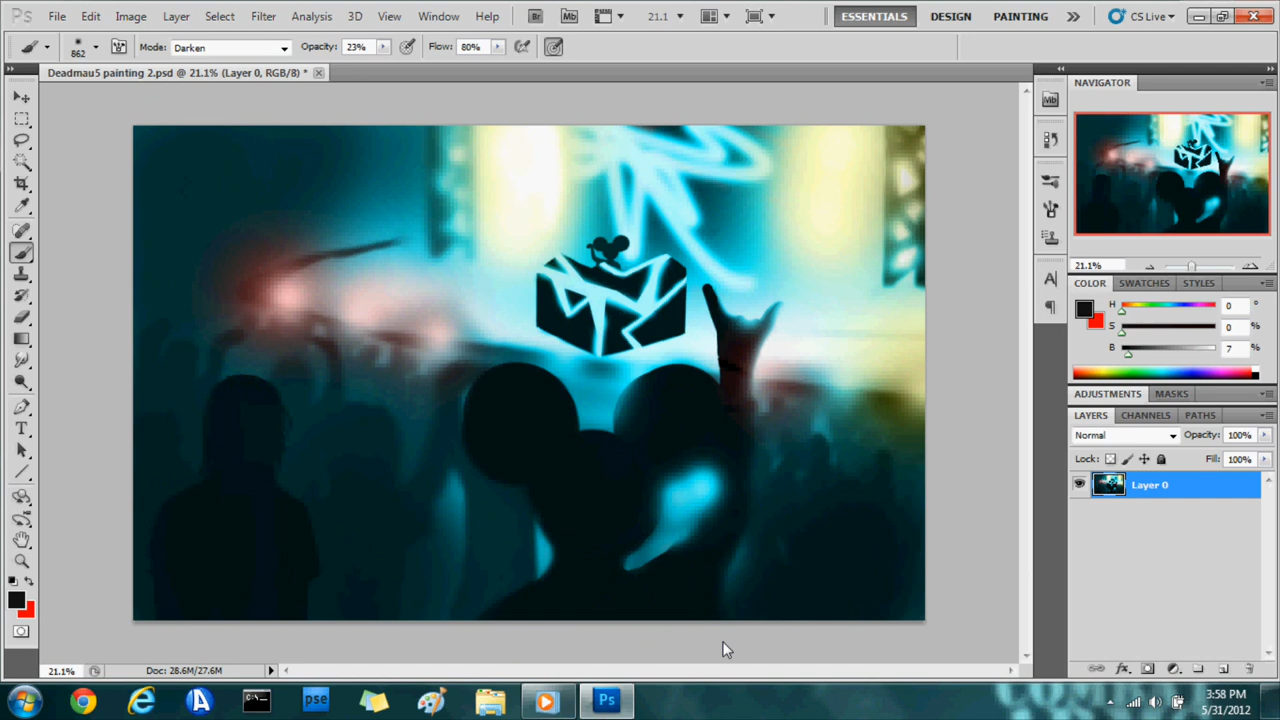 Ps File Edit Image Layer Select Filter Analysis 3D View Window Help Br Mb 21.1 ESSENTIALS DESIGN PAINTING CS Live
862 Mode: Darken Opacity: 23% Flow: 80%
Deadmau5 painting 2.psd @ 21.1% (Layer 0, RGB/8) *
NAVIGATOR
Mb
21.1%
COLOR SWATCHES STYLES
H 0 °
S 0 %
B 7 %
ADJUSTMENTS MASKS
LAYERS CHANNELS PATHS
Normal Opacity: 100%
Lock: Fill: 100%
Layer 0
21.1% Doc: 28.6M/27.6M
pse Ps
3:58 PM
5/31/2012